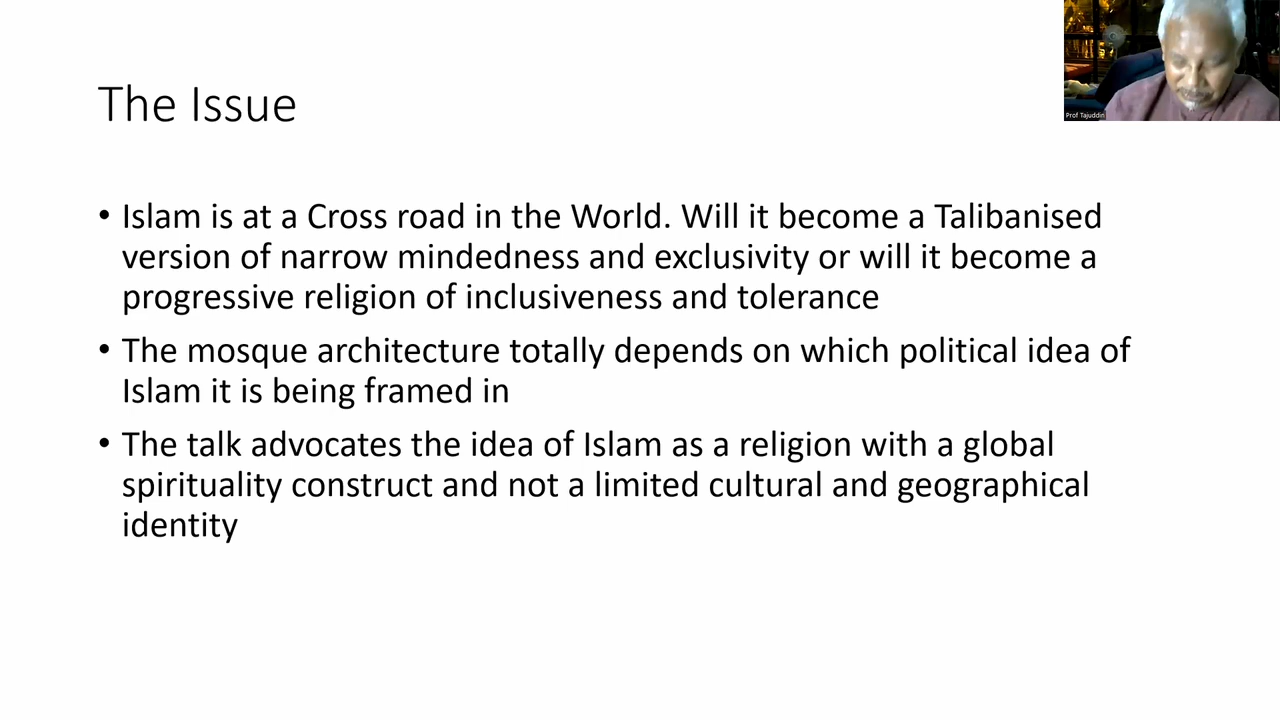 The Issue
Prof Tajuddin
• Islam is at a Cross road in the World. Will it become a Talibanised
version of narrow mindedness and exclusivity or will it become a
progressive religion of inclusiveness and tolerance
• The mosque architecture totally depends on which political idea of
Islam it is being framed in
• The talk advocates the idea of Islam as a religion with a global
spirituality construct and not a limited cultural and geographical
identity